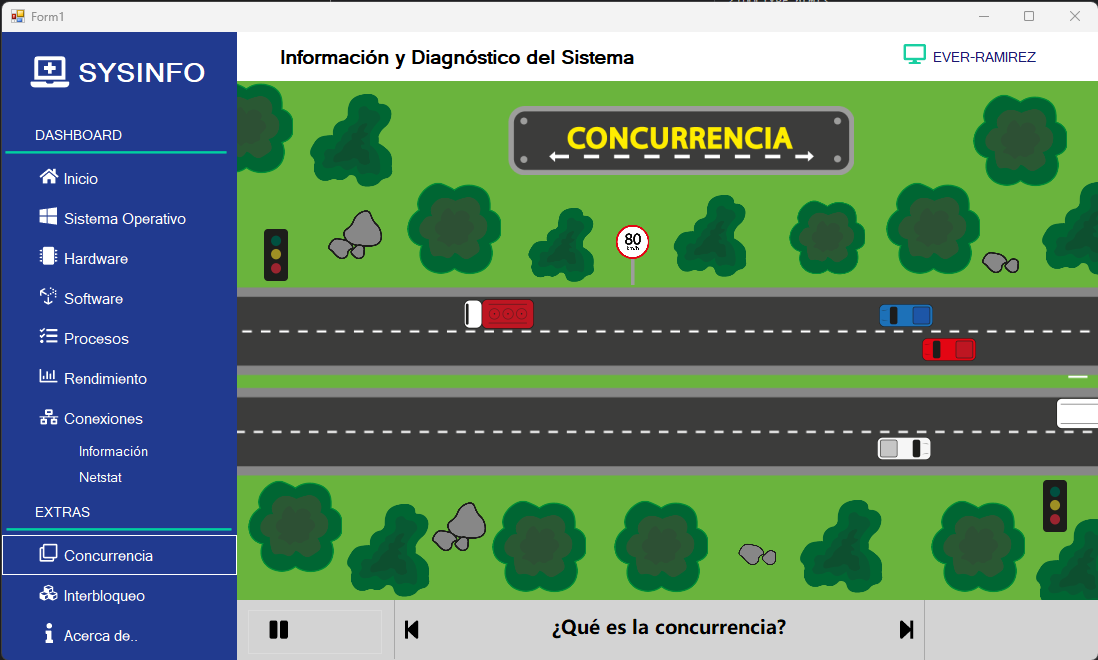 Form1
SYSINFO
Información y Diagnóstico del Sistema
EVER-RAMIREZ
DASHBOARD
Inicio
Sistema Operativo
Hardware
Software
Procesos
Rendimiento
Conexiones
Información
Netstat
EXTRAS
Concurrencia
Interbloqueo
Acerca de..
CONCURRENCIA
80
km/h
¿Qué es la concurrencia?